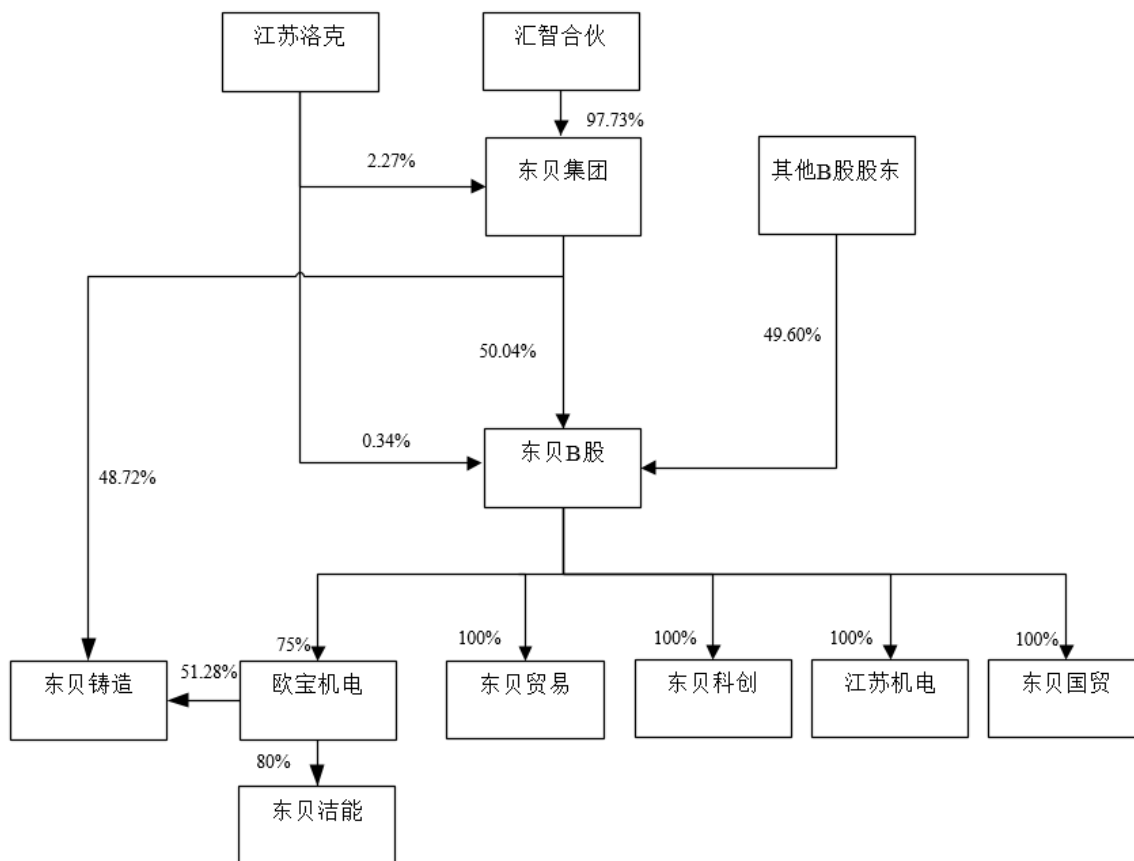 江苏洛克
汇智合伙
97.73%
2.27%
东贝集团
其他B股股东
50.04%
49.60%
0.34%
东贝B股
48.72%
75%
100%
100%
100%
100%
东贝铸造
51.28%
欧宝机电
东贝贸易
东贝科创
江苏机电
东贝国贸
80%
东贝洁能